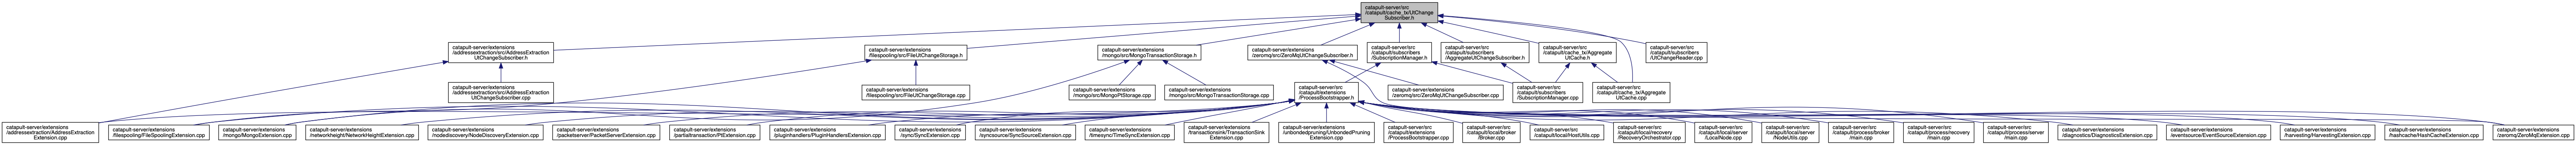 catapult-server/src
/catapult/cache_tx/UtChange
Subscriber.h
catapult-server/extensions
/addressextraction/src/AddressExtraction
UtChangeSubscriber.h
catapult-server/extensions
/filespooling/src/FileUtChangeStorage.h
catapult-server/extensions
/mongo/src/MongoTransactionStorage.h
catapult-server/extensions
/zeromq/src/ZeroMqUtChangeSubscriber.h
catapult-server/src
/catapult/subscribers
/SubscriptionManager.h
catapult-server/src
/catapult/subscribers
/AggregateUtChangeSubscriber.h
catapult-server/src
/catapult/cache_tx/Aggregate
UtCache.h
catapult-server/src
/catapult/subscribers
/UtChangeReader.cpp
catapult-server/extensions
/addressextraction/src/AddressExtraction
UtChangeSubscriber.cpp
catapult-server/extensions
/filespooling/src/FileUtChangeStorage.cpp
catapult-server/extensions
/mongo/src/MongoPtStorage.cpp
catapult-server/extensions
/mongo/src/MongoTransactionStorage.cpp
catapult-server/src
/catapult/extensions
/ProcessBootstrapper.h
catapult-server/extensions
/zeromq/src/ZeroMqUtChangeSubscriber.cpp
catapult-server/src
/catapult/subscribers
/SubscriptionManager.cpp
catapult-server/src
/catapult/cache_tx/Aggregate
UtCache.cpp
catapult-server/extensions
/addressextraction/AddressExtraction
Extension.cpp
catapult-server/extensions
/filespooling/FileSpoolingExtension.cpp
catapult-server/extensions
/mongo/MongoExtension.cpp
catapult-server/extensions
/networkheight/NetworkHeightExtension.cpp
catapult-server/extensions
/nodediscovery/NodeDiscoveryExtension.cpp
catapult-server/extensions
/packetserver/PacketServerExtension.cpp
catapult-server/extensions
/partialtransaction/PtExtension.cpp
catapult-server/extensions
/pluginhandlers/PluginHandlersExtension.cpp
catapult-server/extensions
/sync/SyncExtension.cpp
catapult-server/extensions
/syncsource/SyncSourceExtension.cpp
catapult-server/extensions
/timesync/TimeSyncExtension.cpp
catapult-server/extensions
/transactionsink/TransactionSink
Extension.cpp
catapult-server/extensions
/unbondedpruning/UnbondedPruning
Extension.cpp
catapult-server/src
/catapult/extensions
/ProcessBootstrapper.cpp
catapult-server/src
/catapult/local/broker
/Broker.cpp
catapult-server/src
/catapult/local/HostUtils.cpp
catapult-server/src
/catapult/local/recovery
/RecoveryOrchestrator.cpp
catapult-server/src
/catapult/local/server
/LocalNode.cpp
catapult-server/src
/catapult/local/server
/NodeUtils.cpp
catapult-server/src
/catapult/process/broker
/main.cpp
catapult-server/src
/catapult/process/recovery
/main.cpp
catapult-server/src
/catapult/process/server
/main.cpp
catapult-server/extensions
/diagnostics/DiagnosticsExtension.cpp
catapult-server/extensions
/eventsource/EventSourceExtension.cpp
catapult-server/extensions
/harvesting/HarvestingExtension.cpp
catapult-server/extensions
/hashcache/HashCacheExtension.cpp
catapult-server/extensions
/zeromq/ZeroMqExtension.cpp